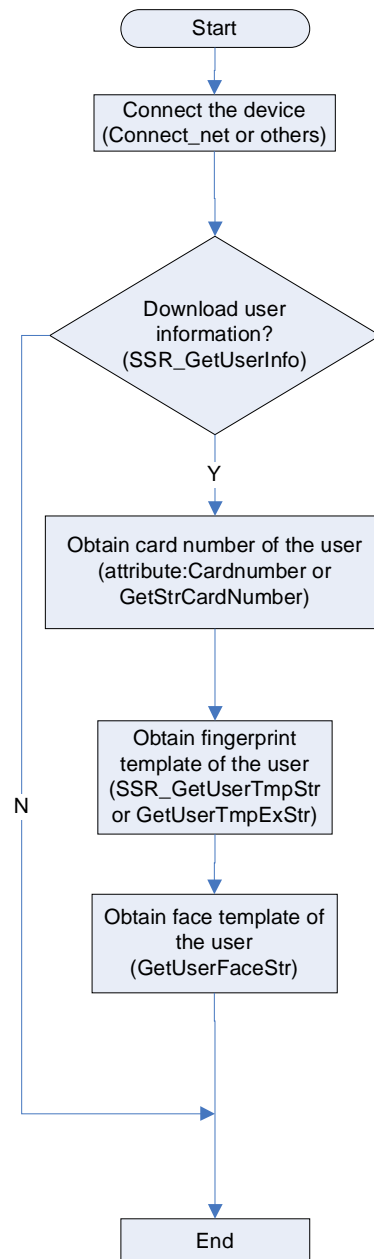 Start
Connect the device
(Connect_net or others)
Download user
information?
(SSR_GetUserInfo)
Y
Obtain card number of the user
(attribute:Cardnumber or
GetStrCardNumber)
Obtain fingerprint
template of the user
(SSR_GetUserTmpStr
or GetUserTmpExStr)
N
Obtain face template of
the user
(GetUserFaceStr)
End